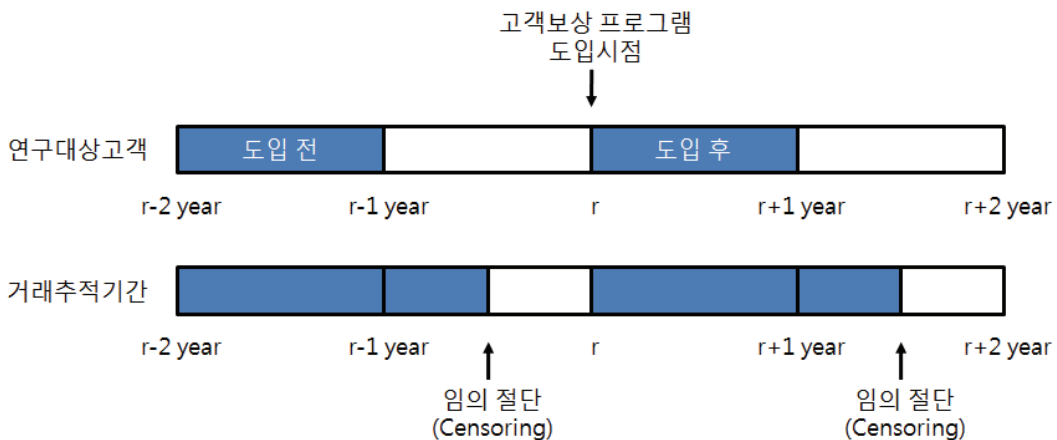 고객보상 프로그램
도입시점
연구대상고객
도입 전
도입 후
r-2 year
r-1 year
r
r+1 year
r+2 year
거래추적기간
r-2 year
r-1 year
r
r+1 year
r+2 year
임의 절단
(Censoring)
임의 절단
(Censoring)